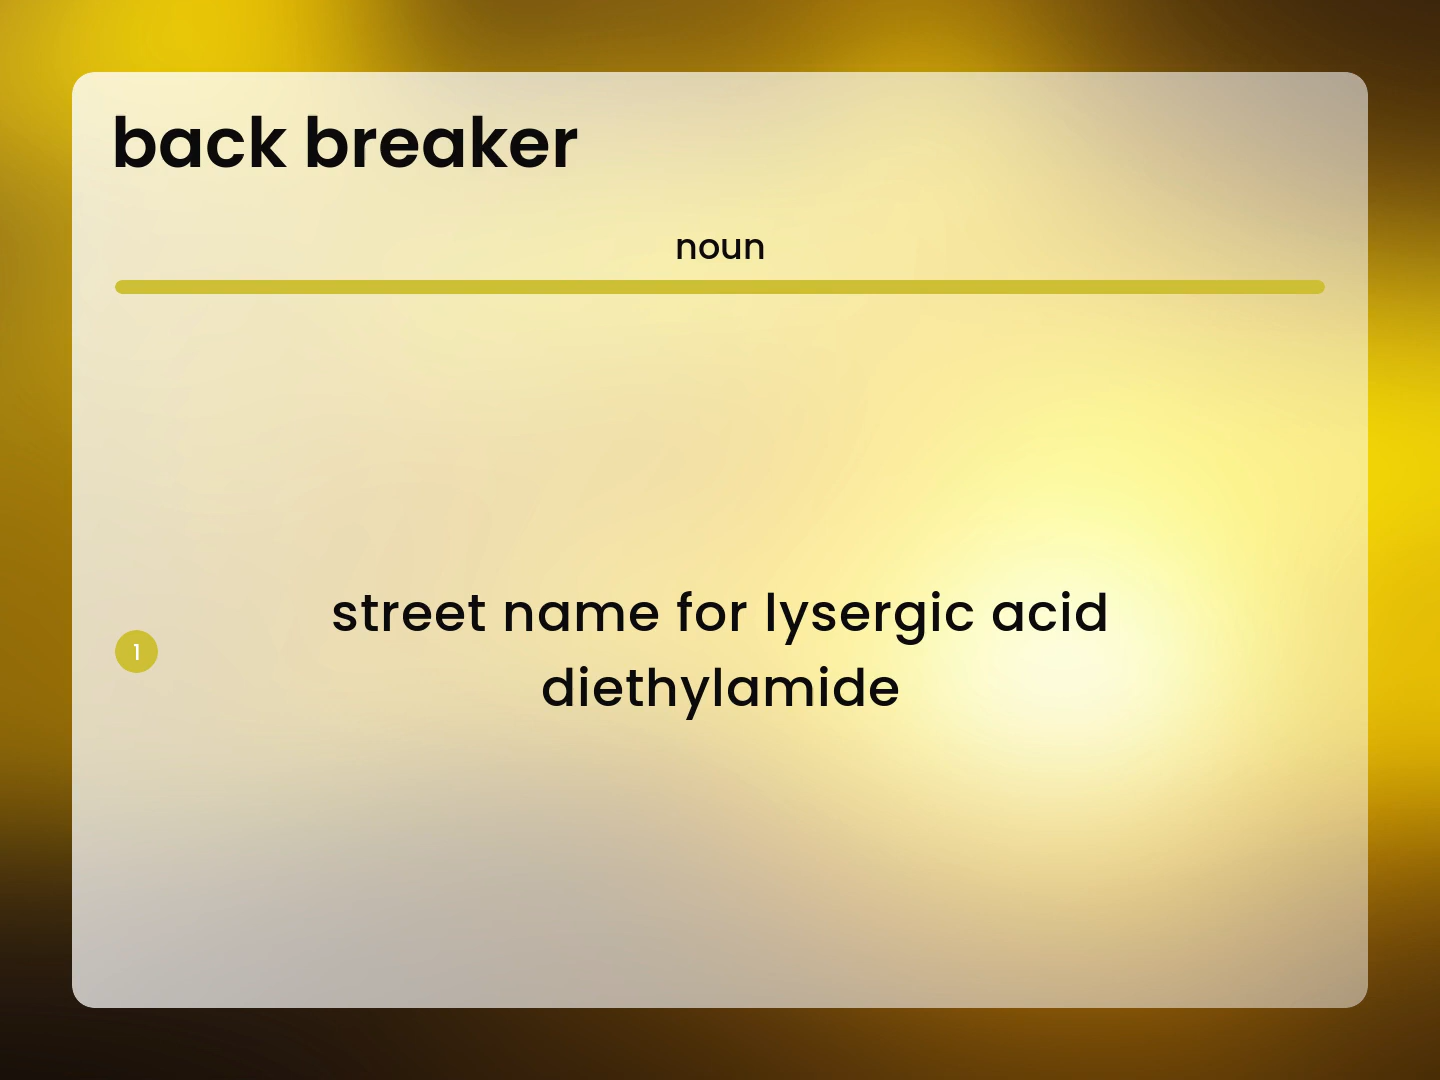 back breaker
noun
1
street name for lysergic acid
diethylamide